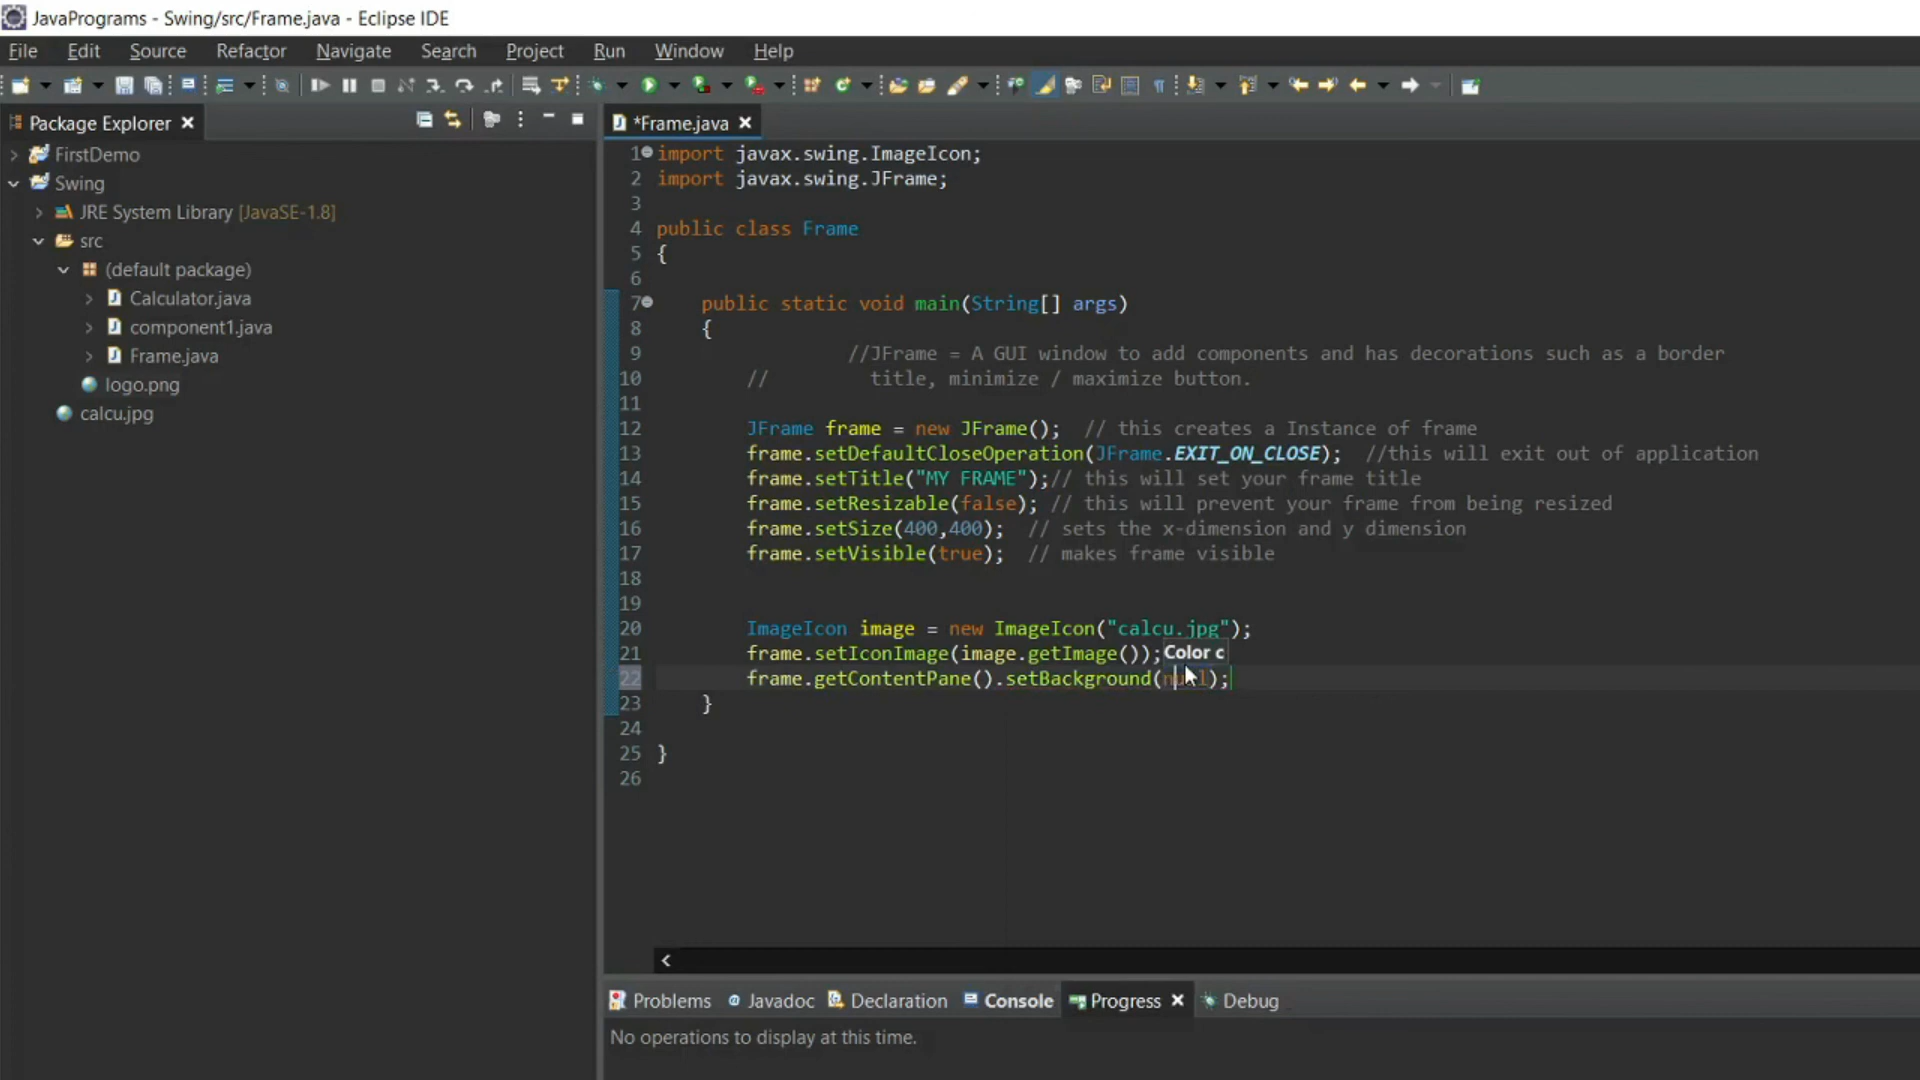 JavaPrograms - Swing/src/Frame.java - Eclipse IDE
File Edit Source Refactor Navigate Search Project Run Window Help
Package Explorer
*Frame.java
FirstDemo
Swing
JRE System Library [JavaSE-1.8]
src
(default package)
Calculator.java
component1.java
Frame.java
logo.png
calcu.jpg
1 import javax.swing.ImageIcon;
2 import javax.swing.JFrame;
3
4 public class Frame
5 {
6
7 public static void main(String[] args)
8 {
9 //JFrame = A GUI window to add components and has decorations such as a border
10 // title, minimize / maximize button.
11
12 JFrame frame = new JFrame(); // this creates a Instance of frame
13 frame.setDefaultCloseOperation(JFrame.EXIT_ON_CLOSE); //this will exit out of application
14 frame.setTitle("MY FRAME");// this will set your frame title
15 frame.setResizable(false); // this will prevent your frame from being resized
16 frame.setSize(400,400); // sets the x-dimension and y dimension
17 frame.setVisible(true); // makes frame visible
18
19
20 ImageIcon image = new ImageIcon("calcu.jpg");
21 frame.setIconImage(image.getImage());
Color c
22 frame.getContentPane().setBackground(null);
23 }
24
25 }
26
Problems Javadoc Declaration Console Progress Debug
No operations to display at this time.